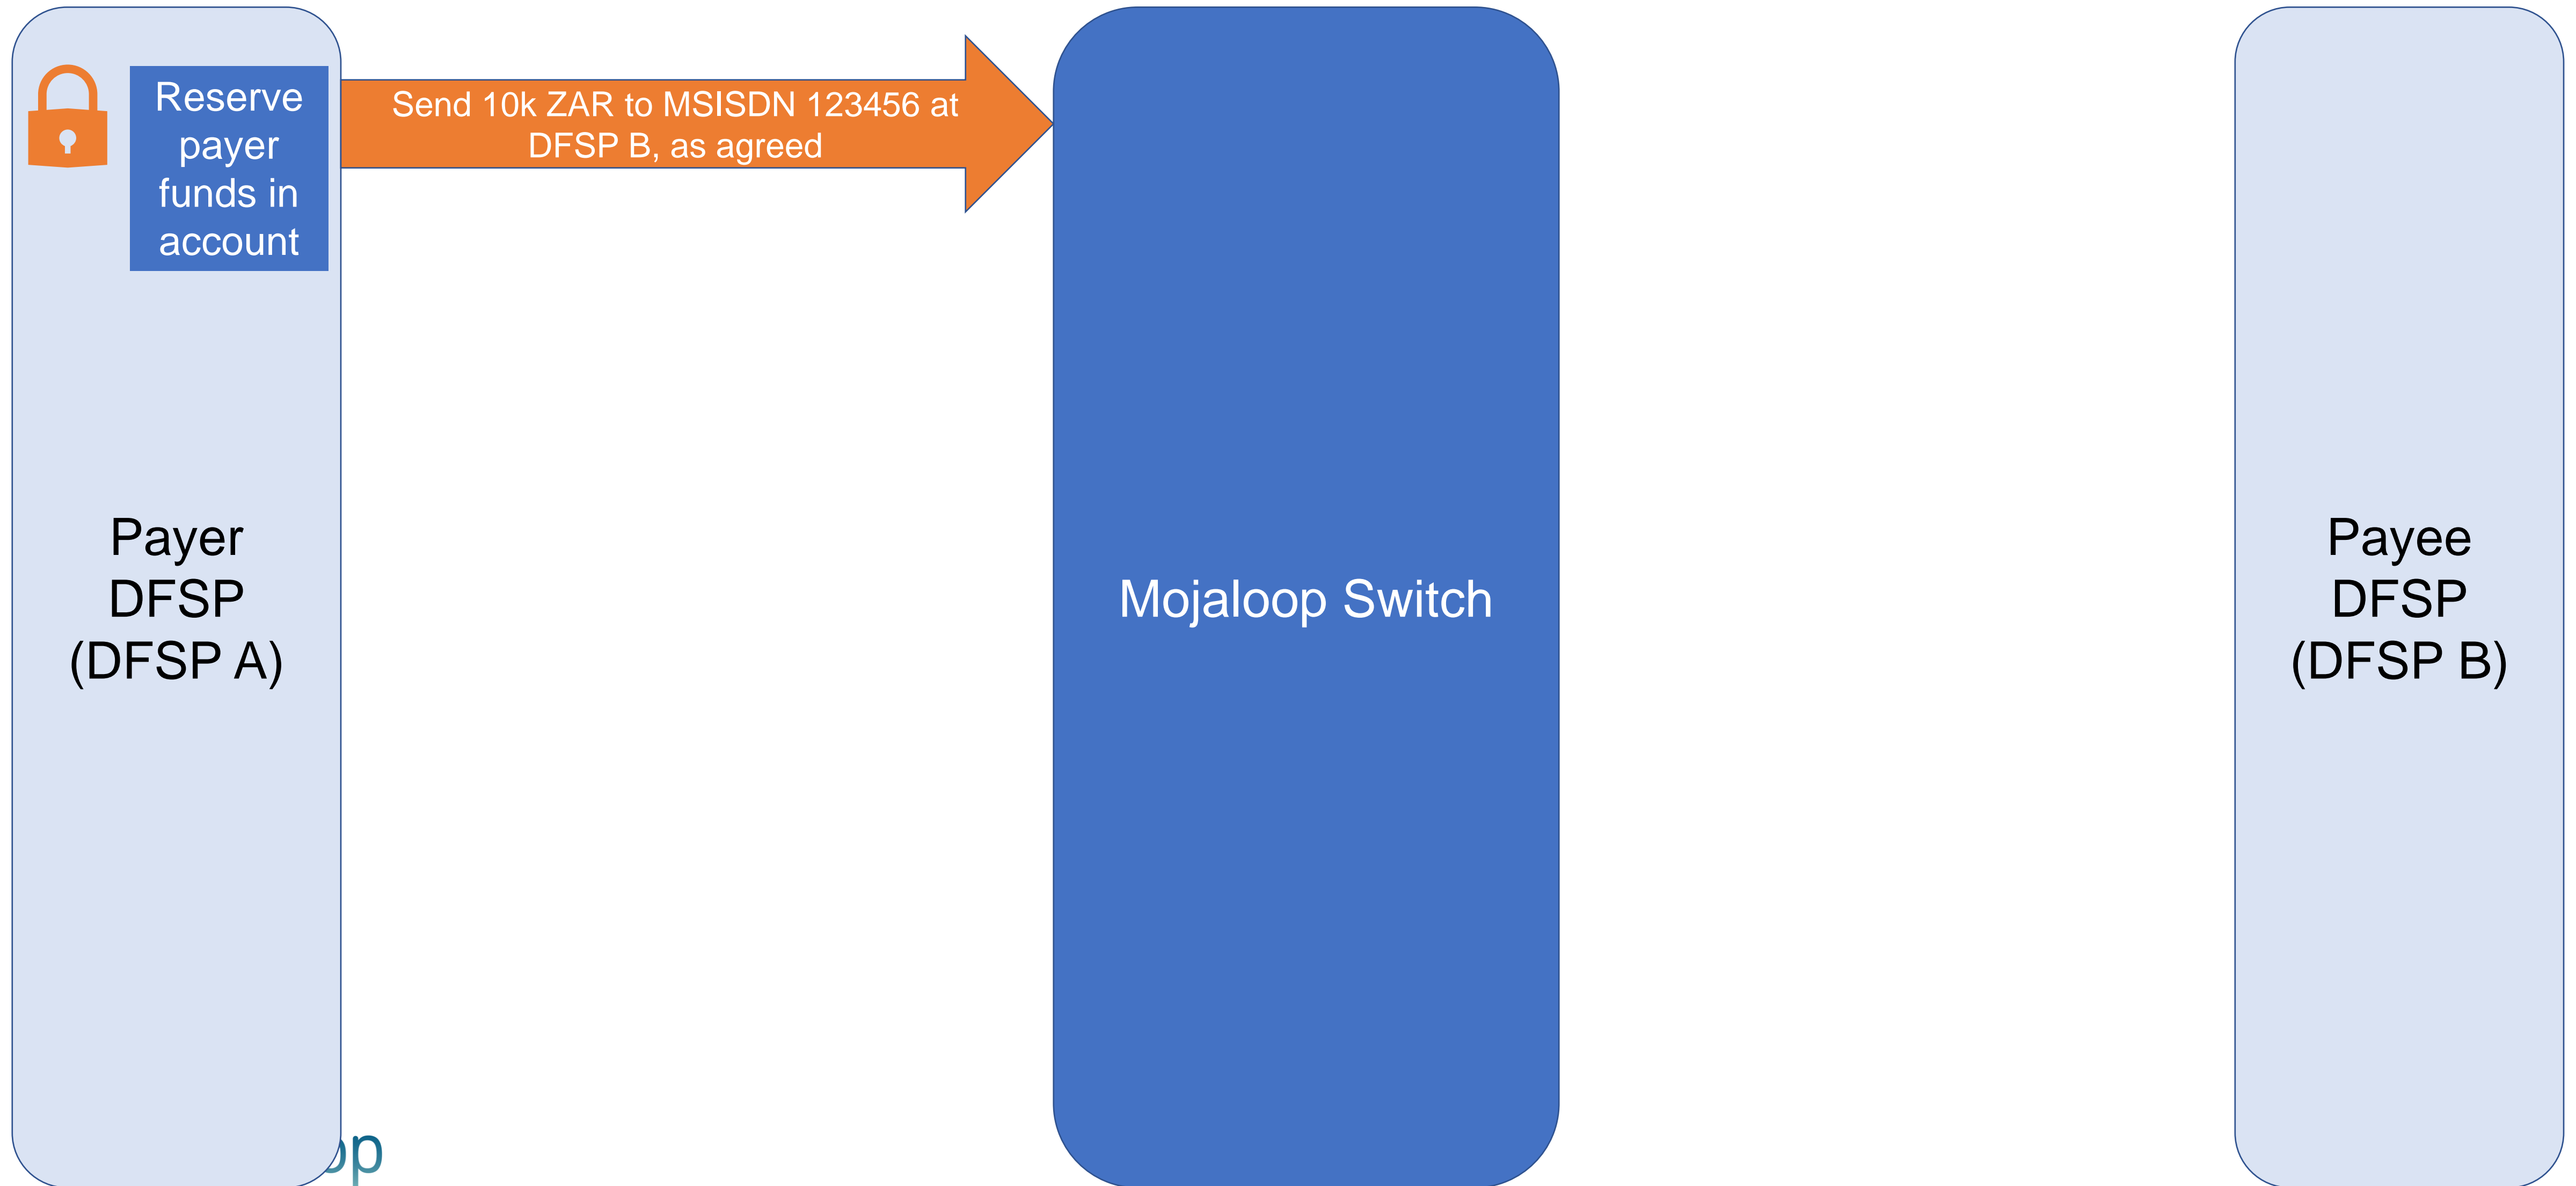 Reserve
payer
funds in
account
Send 10k ZAR to MSISDN 123456 at
DFSP B, as agreed
Payer
DFSP
(DFSP A)
Mojaloop Switch
Payee
DFSP
(DFSP B)
op